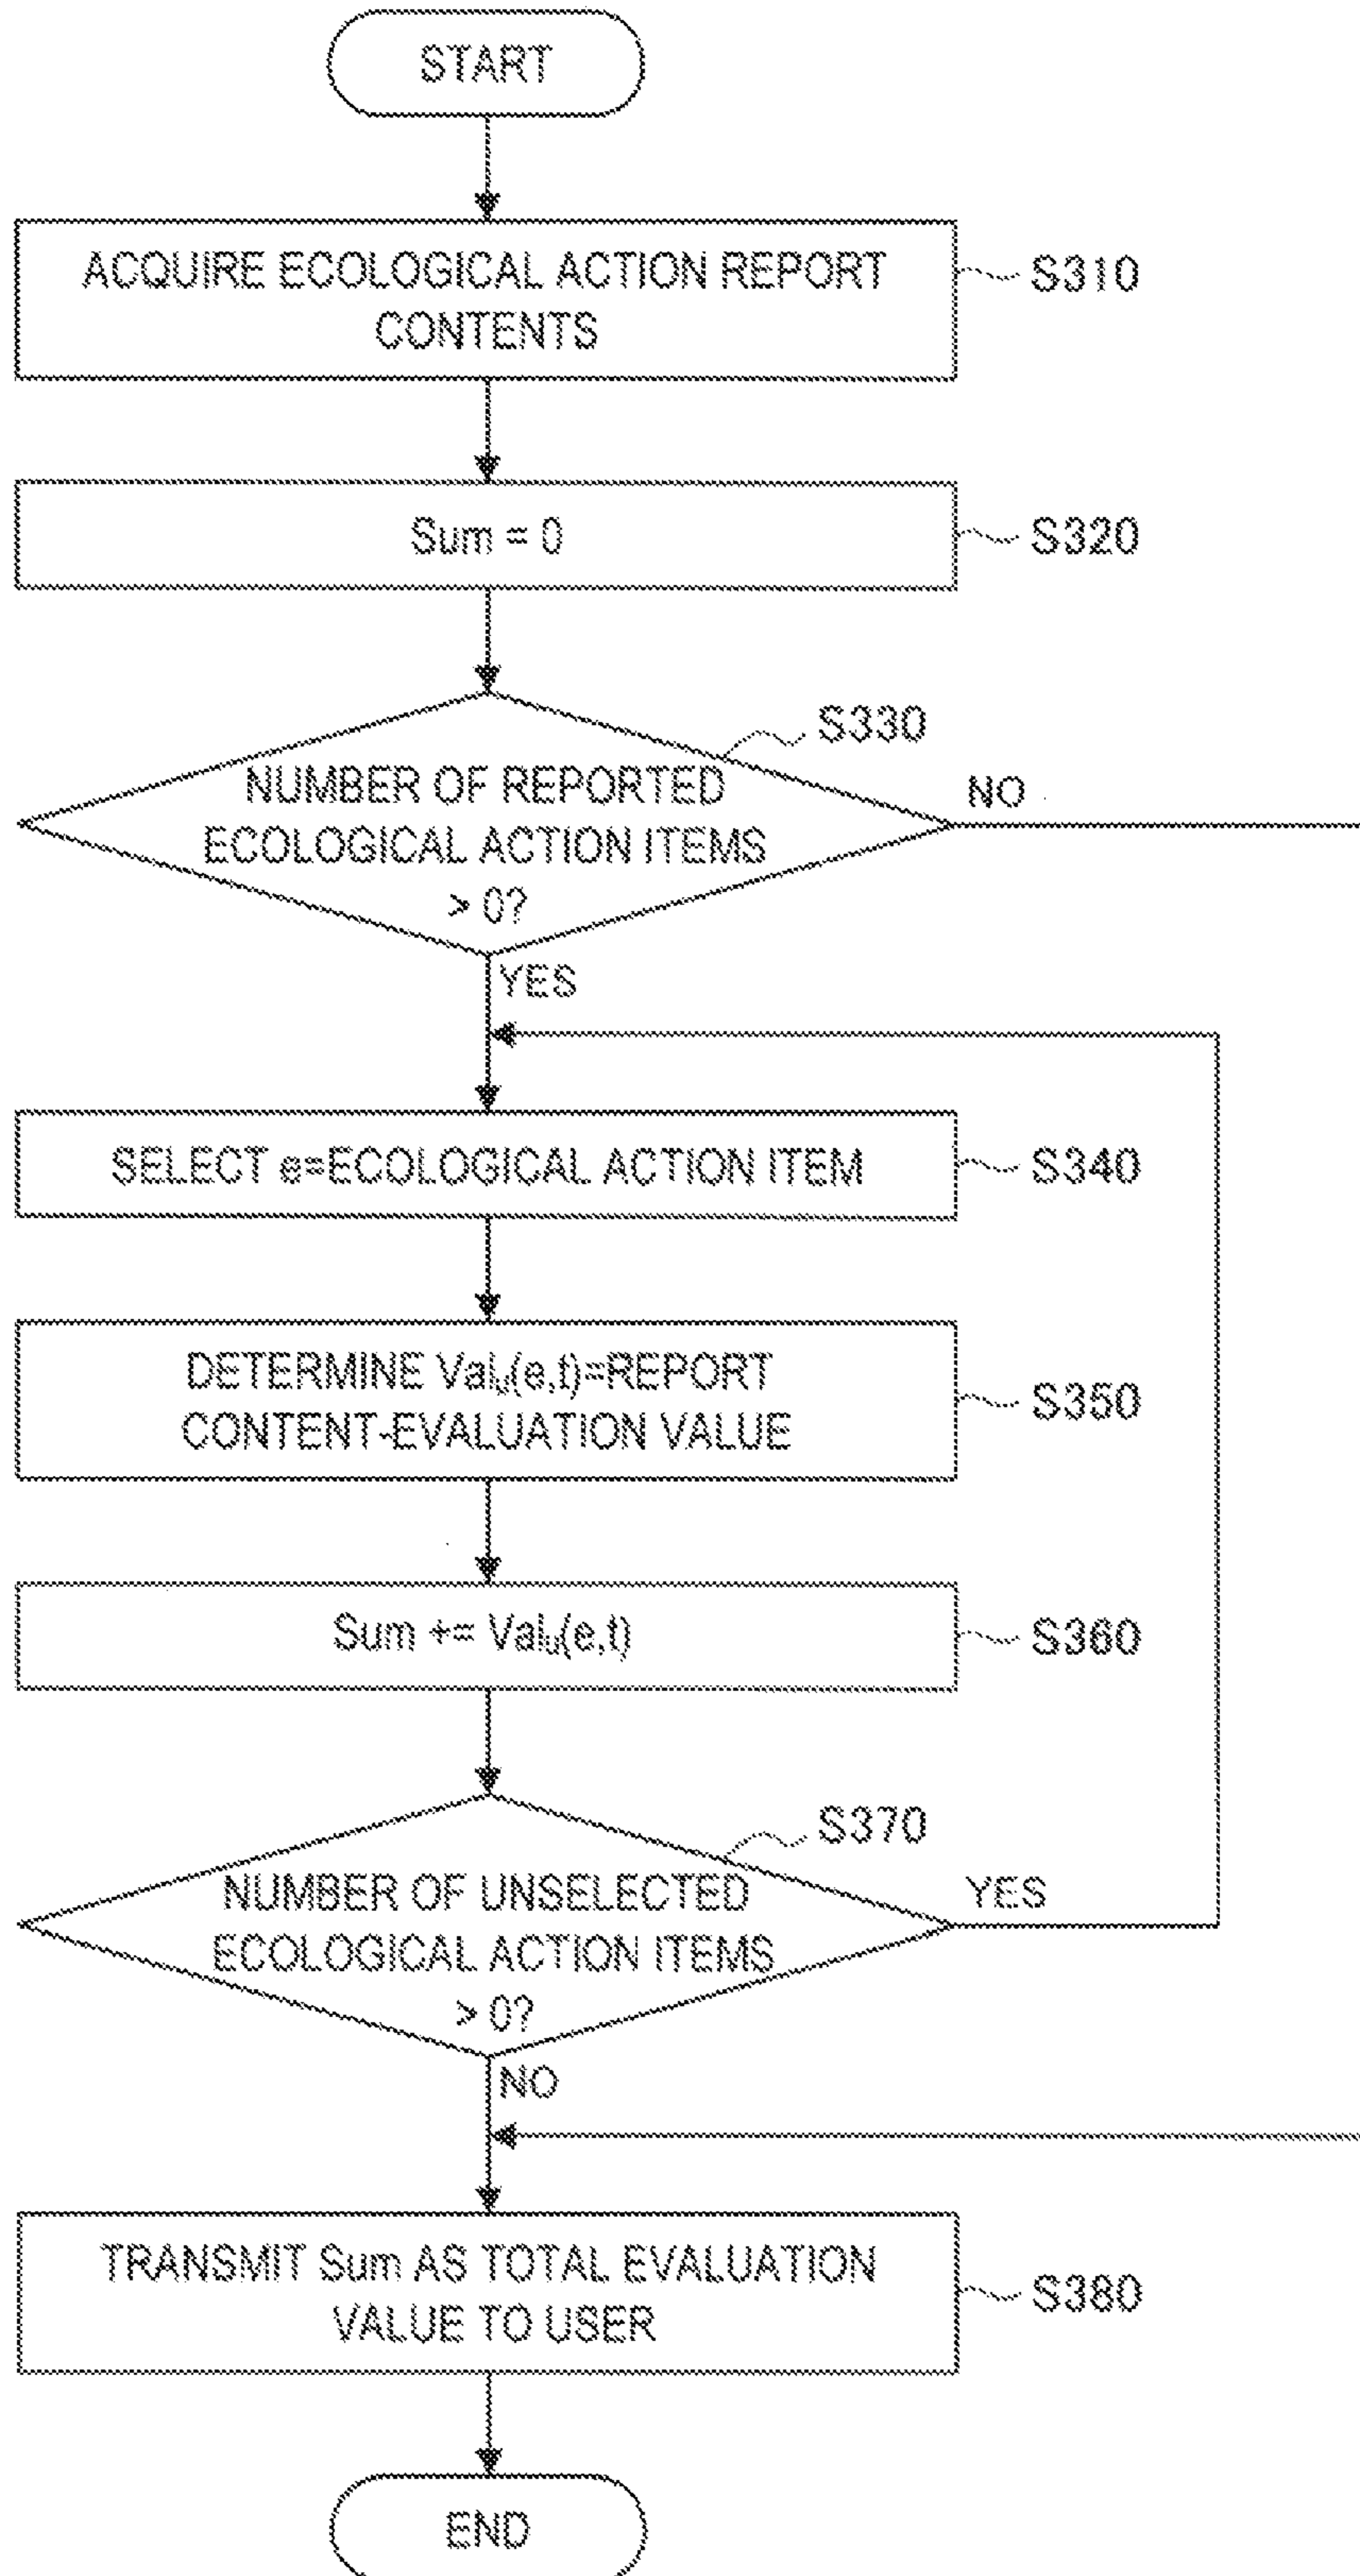 START
ACQUIRE ECOLOGICAL ACTION REPORT
CONTENTS
S310
Sum = 0
S320
S330
NUMBER OF REPORTED
ECOLOGICAL ACTION ITEMS
> 0?
NO
YES
SELECT e=ECOLOGICAL ACTION ITEM
S340
DETERMINE Valᵤ(e,t)=REPORT
CONTENT-EVALUATION VALUE
S350
Sum += Valᵤ(e,t)
S360
S370
NUMBER OF UNSELECTED
ECOLOGICAL ACTION ITEMS
> 0?
YES
NO
TRANSMIT Sum AS TOTAL EVALUATION
VALUE TO USER
S380
END